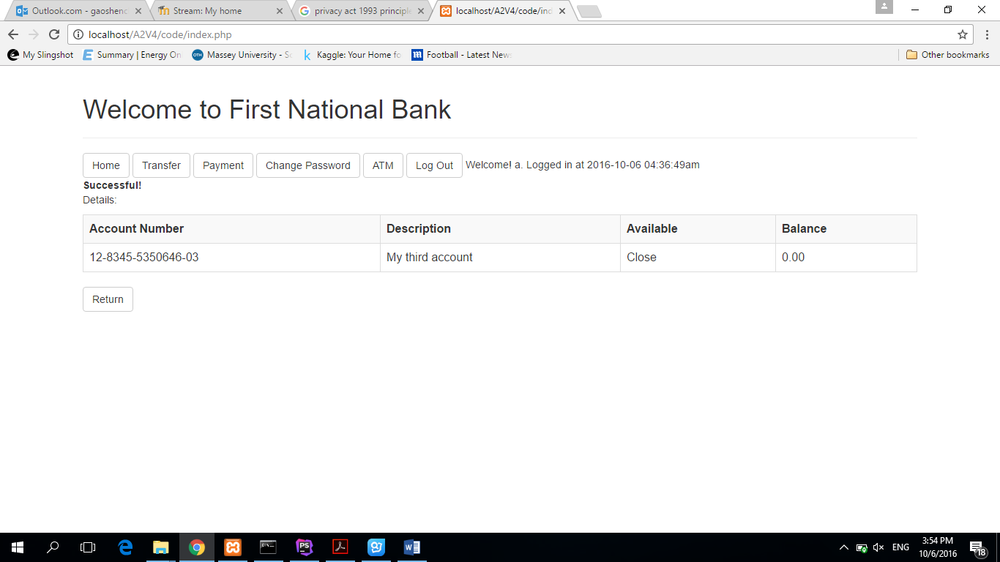 Outlook.com - gaoshenc
Stream: My home
privacy act 1993 principle
localhost/A2V4/code/ind
localhost/A2V4/code/index.php
My Slingshot
Summary | Energy On
Massey University - Sc
Kaggle: Your Home fo
Football - Latest News
Other bookmarks
Welcome to First National Bank
Home Transfer Payment Change Password ATM Log Out Welcome! a. Logged in at 2016-10-06 04:36:49am
Successful!
Details:
Account Number Description Available Balance
12-8345-5350646-03 My third account Close 0.00
Return
ENG
3:54 PM
10/6/2016
18